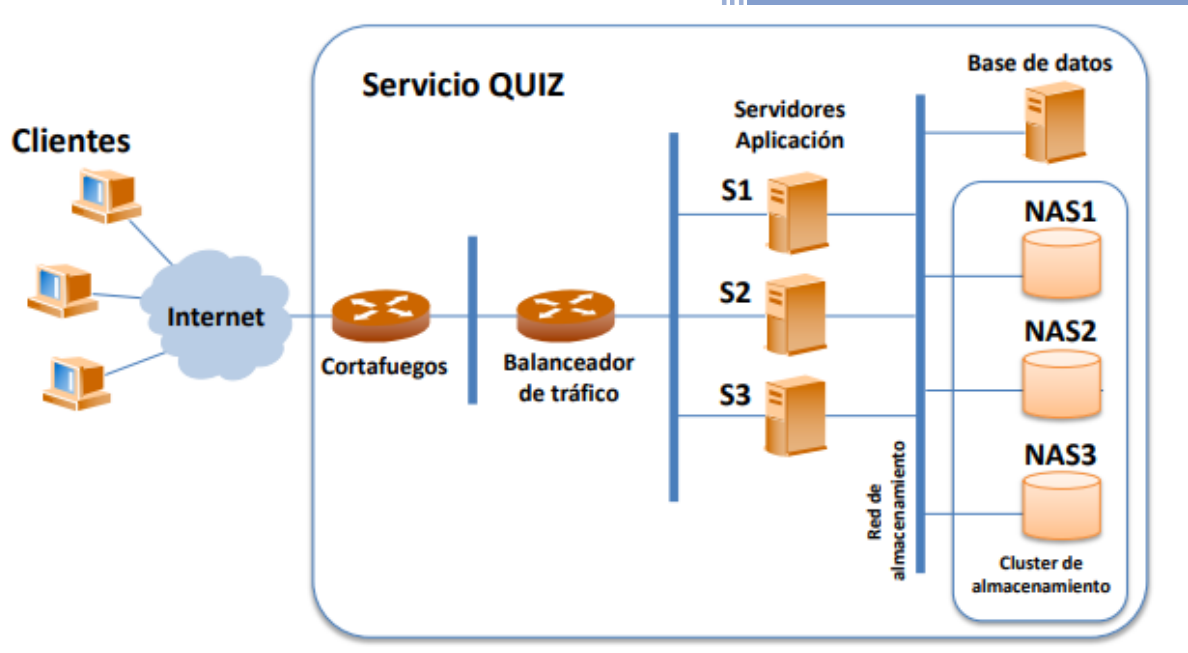 Servicio QUIZ
Clientes
Internet
Cortafuegos
Balanceador
de tráfico
Servidores
Aplicación
S1
S2
S3
Red de
almacenamiento
Base de datos
NAS1
NAS2
NAS3
Cluster de
almacenamiento